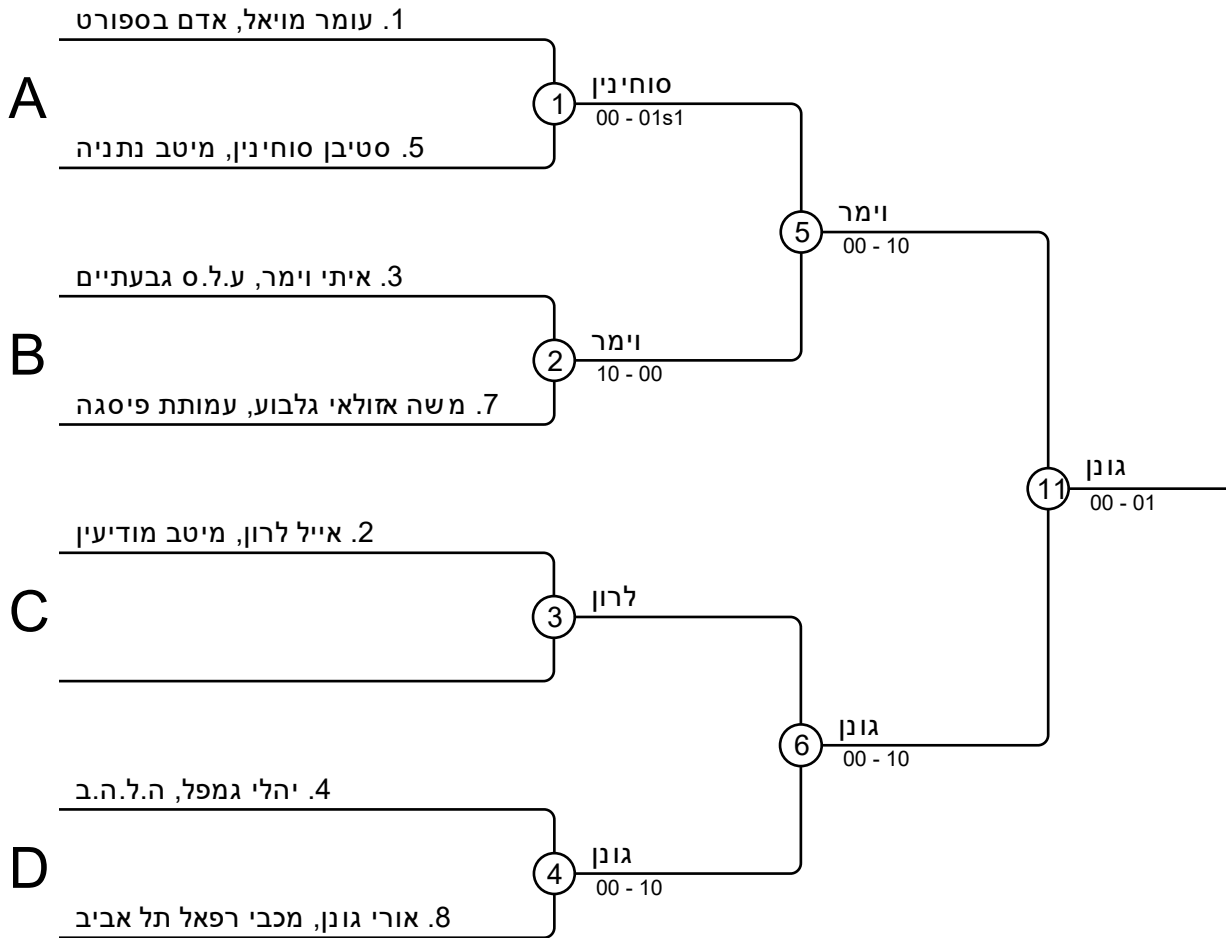 1. עומר מויאל, אדם בספורט
A
1
סוחינין
00 - 01s1
5. סטיבן סוחינין, מיטב נתניה
5
וימר
00 - 10
3. איתי וימר, ע.ל.ס גבעתיים
B
2
וימר
10 - 00
7. משה אזולאי גלבוע, עמותת פיסגה
11
גונן
00 - 01
2. אייל לרון, מיטב מודיעין
C
3
לרון
6
גונן
00 - 10
4. יהלי גמפל, ה.ל.ה.ב
D
4
גונן
00 - 10
8. אורי גונן, מכבי רפאל תל אביב